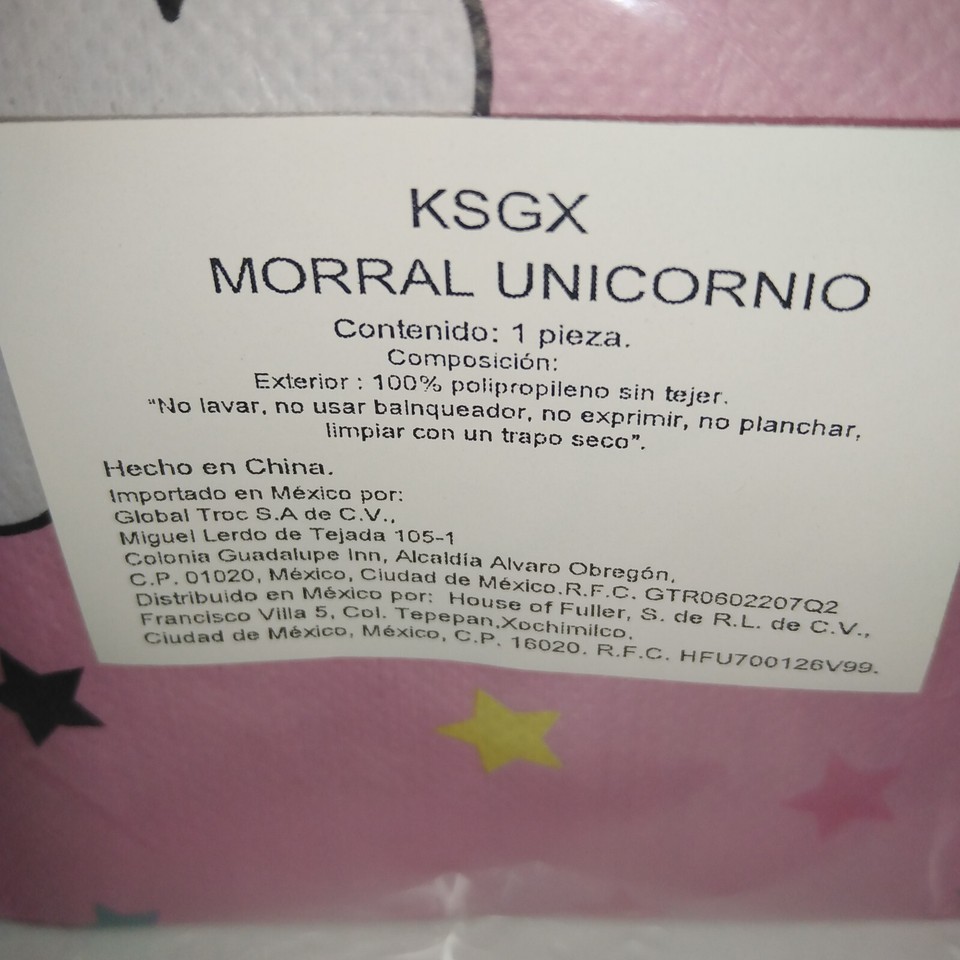 KSGX
MORRAL UNICORNIO
Contenido: 1 pieza.
Composición:
Exterior : 100% polipropileno sin tejer.
"No lavar, no usar balnqueador, no exprimir, no planchar,
limpiar con un trapo seco".
Hecho en China.
Importado en México por:
Global Troc S.A de C.V.,
Miguel Lerdo de Tejada 105-1
Colonia Guadalupe Inn, Alcaldía Alvaro Obregón,
C.P. 01020, México, Ciudad de México.R.F.C. GTR0602207Q2
Distribuido en México por: House of Fuller, S. de R.L. de C.V.,
Francisco Villa 5, Col. Tepepan,Xochimilco,
Ciudad de México, México, C.P. 16020. R.F.C. HFU700126V99.